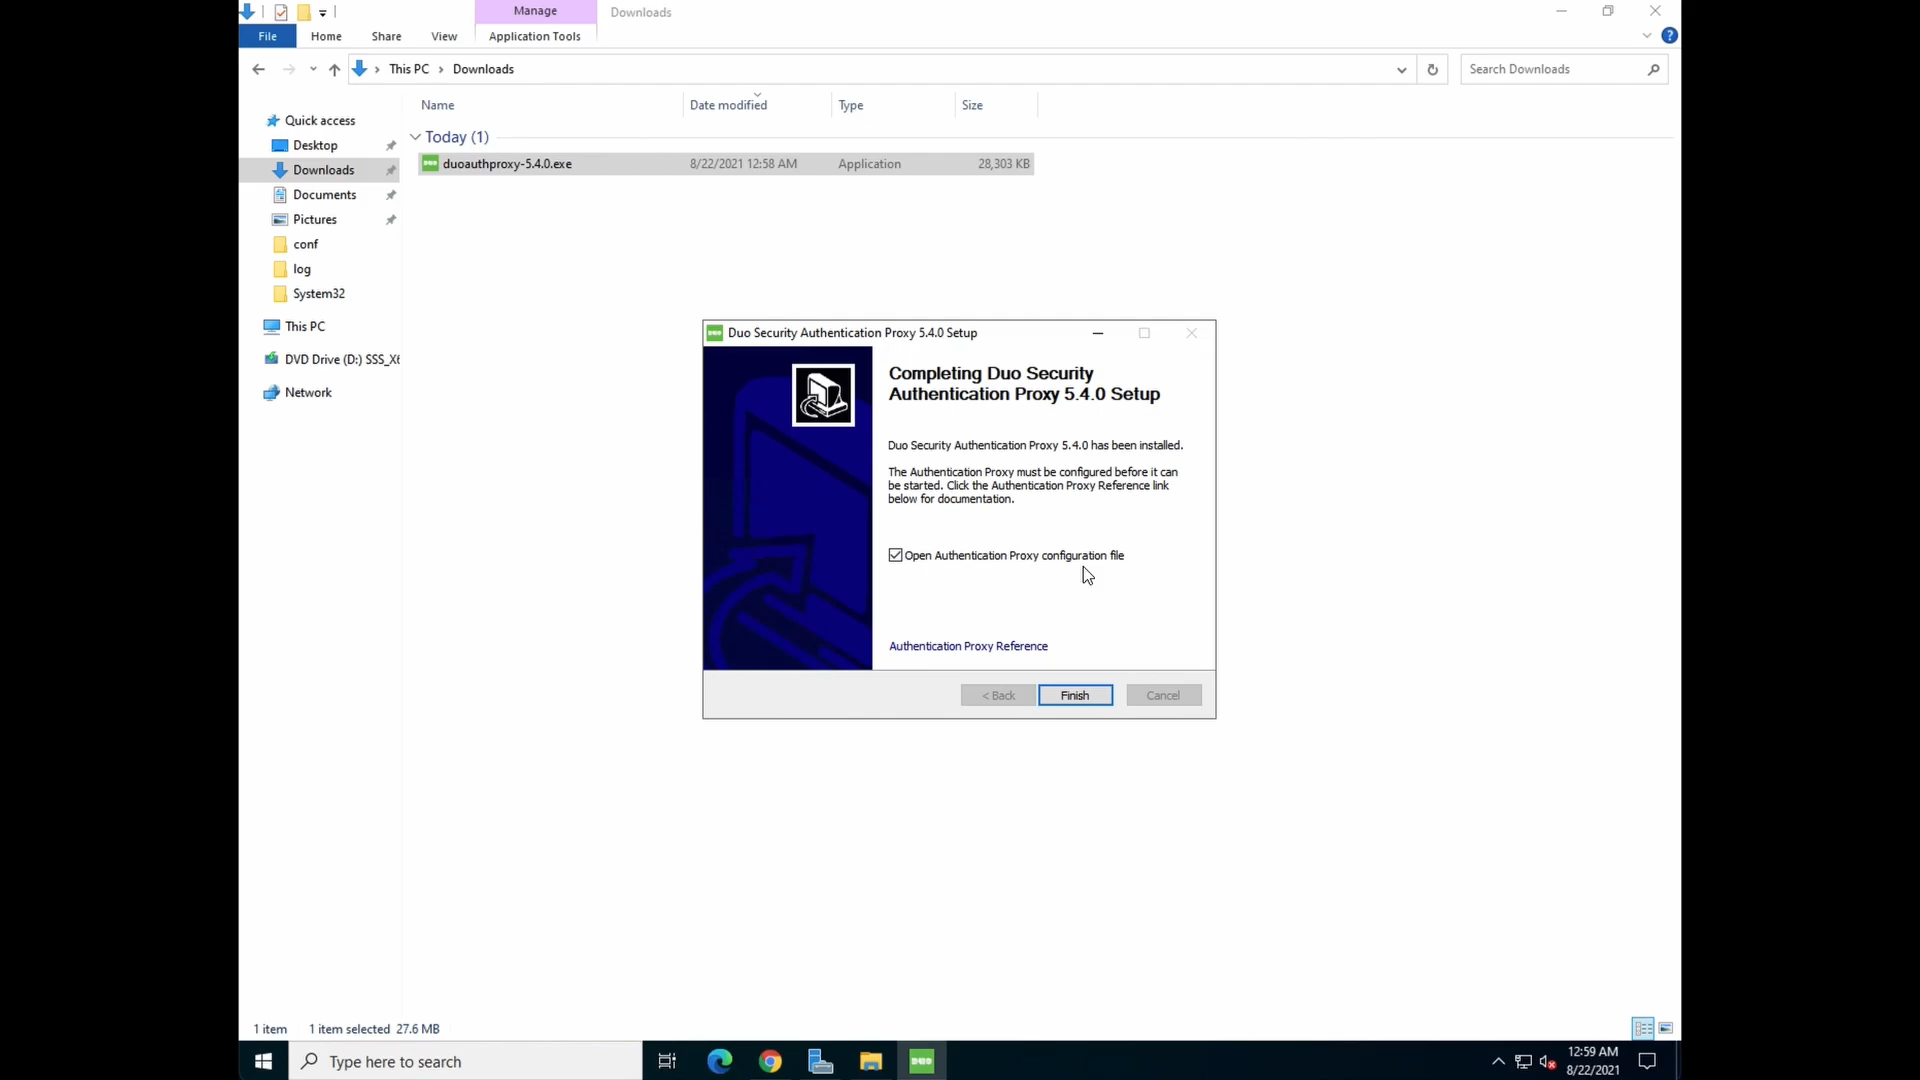 Manage
Downloads
File
Home
Share
View
Application Tools
This PC
Downloads
Search Downloads
Name
Date modified
Type
Size
Quick access
Desktop
Downloads
Documents
Pictures
conf
log
System32
This PC
DVD Drive (D:) SSS_X6
Network
Today (1)
duoauthproxy-5.4.0.exe
8/22/2021 12:58 AM
Application
28,303 KB
Duo Security Authentication Proxy 5.4.0 Setup
Completing Duo Security
Authentication Proxy 5.4.0 Setup
Duo Security Authentication Proxy 5.4.0 has been installed.
The Authentication Proxy must be configured before it can
be started. Click the Authentication Proxy Reference link
below for documentation.
Open Authentication Proxy configuration file
Authentication Proxy Reference
< Back
Finish
Cancel
1 item
1 item selected 27.6 MB
Type here to search
DUO
12:59 AM
8/22/2021